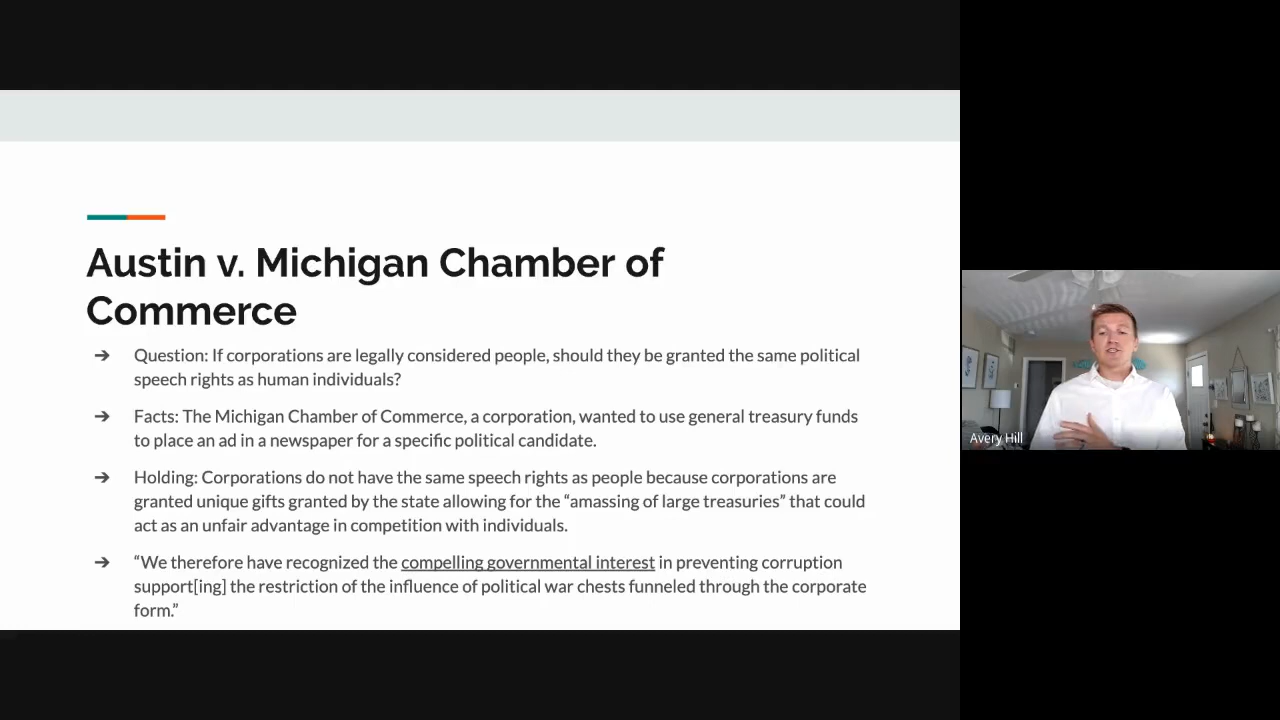 Austin v. Michigan Chamber of
Commerce
➔ Question: If corporations are legally considered people, should they be granted the same political
speech rights as human individuals?
➔ Facts: The Michigan Chamber of Commerce, a corporation, wanted to use general treasury funds
to place an ad in a newspaper for a specific political candidate.
➔ Holding: Corporations do not have the same speech rights as people because corporations are
granted unique gifts granted by the state allowing for the “amassing of large treasuries” that could
act as an unfair advantage in competition with individuals.
➔ “We therefore have recognized the compelling governmental interest in preventing corruption
support[ing] the restriction of the influence of political war chests funneled through the corporate
form.”
Avery Hill